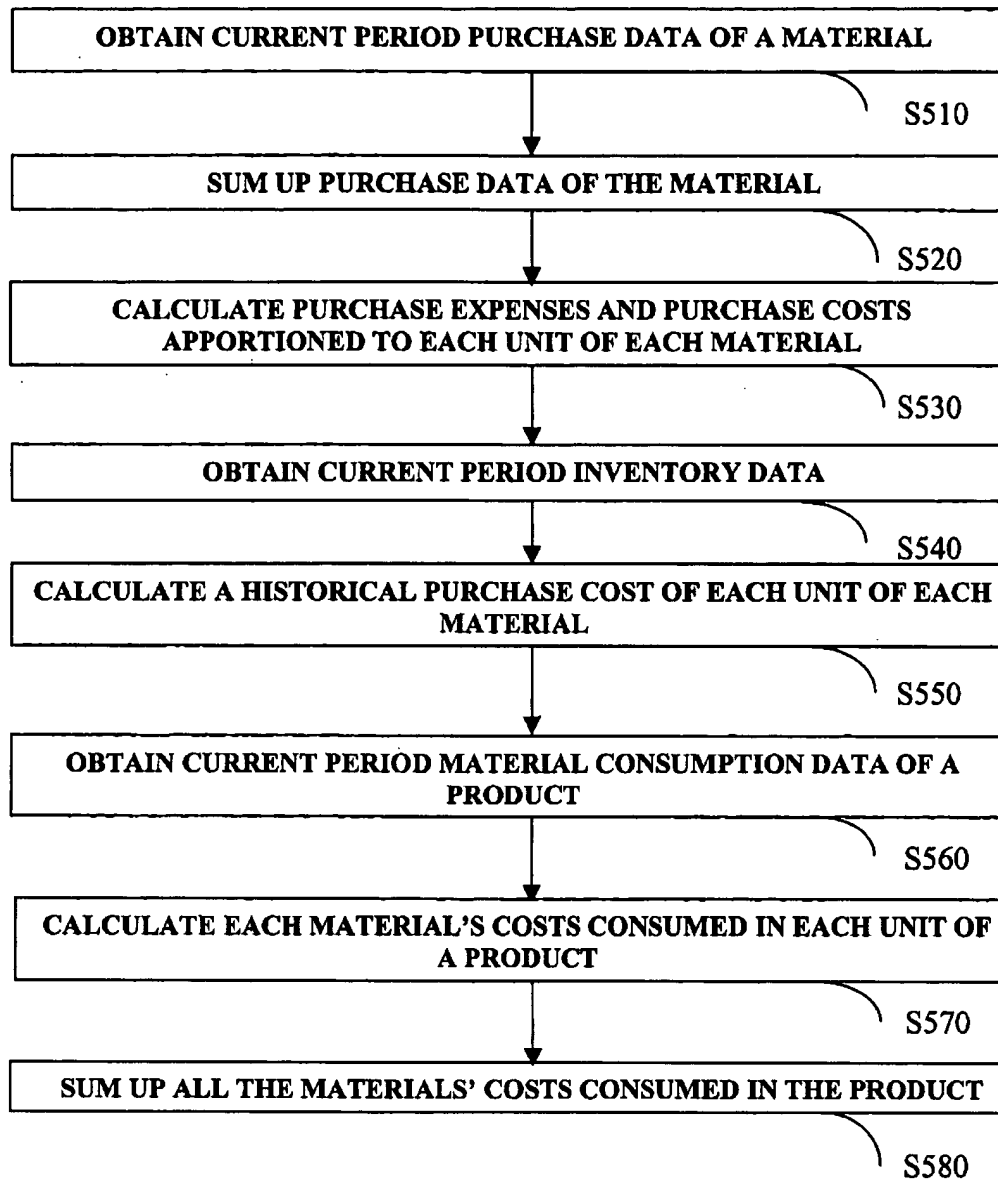 OBTAIN CURRENT PERIOD PURCHASE DATA OF A MATERIAL
S510
SUM UP PURCHASE DATA OF THE MATERIAL
S520
CALCULATE PURCHASE EXPENSES AND PURCHASE COSTS
APPORTIONED TO EACH UNIT OF EACH MATERIAL
S530
OBTAIN CURRENT PERIOD INVENTORY DATA
S540
CALCULATE A HISTORICAL PURCHASE COST OF EACH UNIT OF EACH
MATERIAL
S550
OBTAIN CURRENT PERIOD MATERIAL CONSUMPTION DATA OF A
PRODUCT
S560
CALCULATE EACH MATERIAL'S COSTS CONSUMED IN EACH UNIT OF
A PRODUCT
S570
SUM UP ALL THE MATERIALS' COSTS CONSUMED IN THE PRODUCT
S580